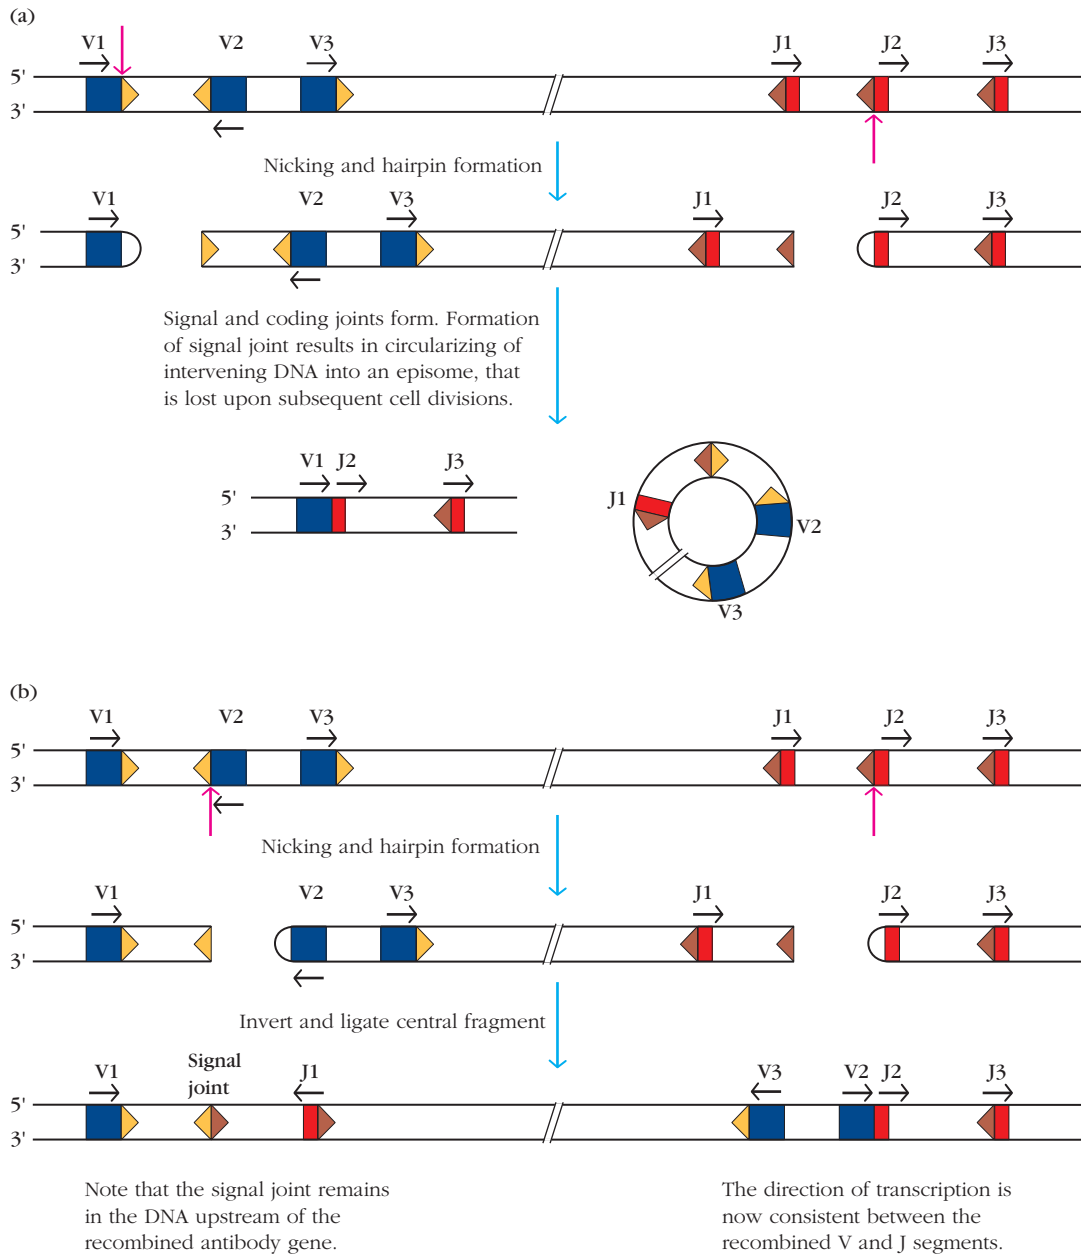 (a)
V1 V2 V3 J1 J2 J3
5'
3'
Nicking and hairpin formation
V1 V2 V3 J1 J2 J3
5'
3'
Signal and coding joints form. Formation
of signal joint results in circularizing of
intervening DNA into an episome, that
is lost upon subsequent cell divisions.
V1 J2 J3
5'
3'
J1
V2
V3
(b)
V1 V2 V3 J1 J2 J3
5'
3'
Nicking and hairpin formation
V1 V2 V3 J1 J2 J3
5'
3'
Invert and ligate central fragment
V1 Signal joint J1 V3 V2 J2 J3
5'
3'
Note that the signal joint remains
in the DNA upstream of the
recombined antibody gene.
The direction of transcription is
now consistent between the
recombined V and J segments.